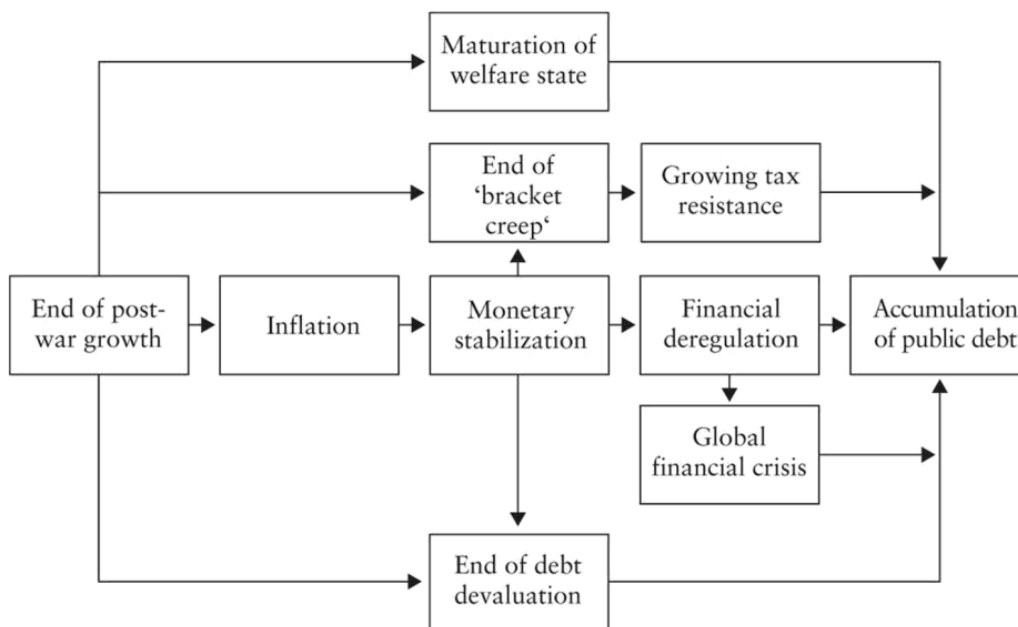 Maturation of
welfare state
End of
‘bracket
creep‘
Growing tax
resistance
End of post-
war growth
Inflation
Monetary
stabilization
Financial
deregulation
Accumulation
of public debt
Global
financial crisis
End of debt
devaluation